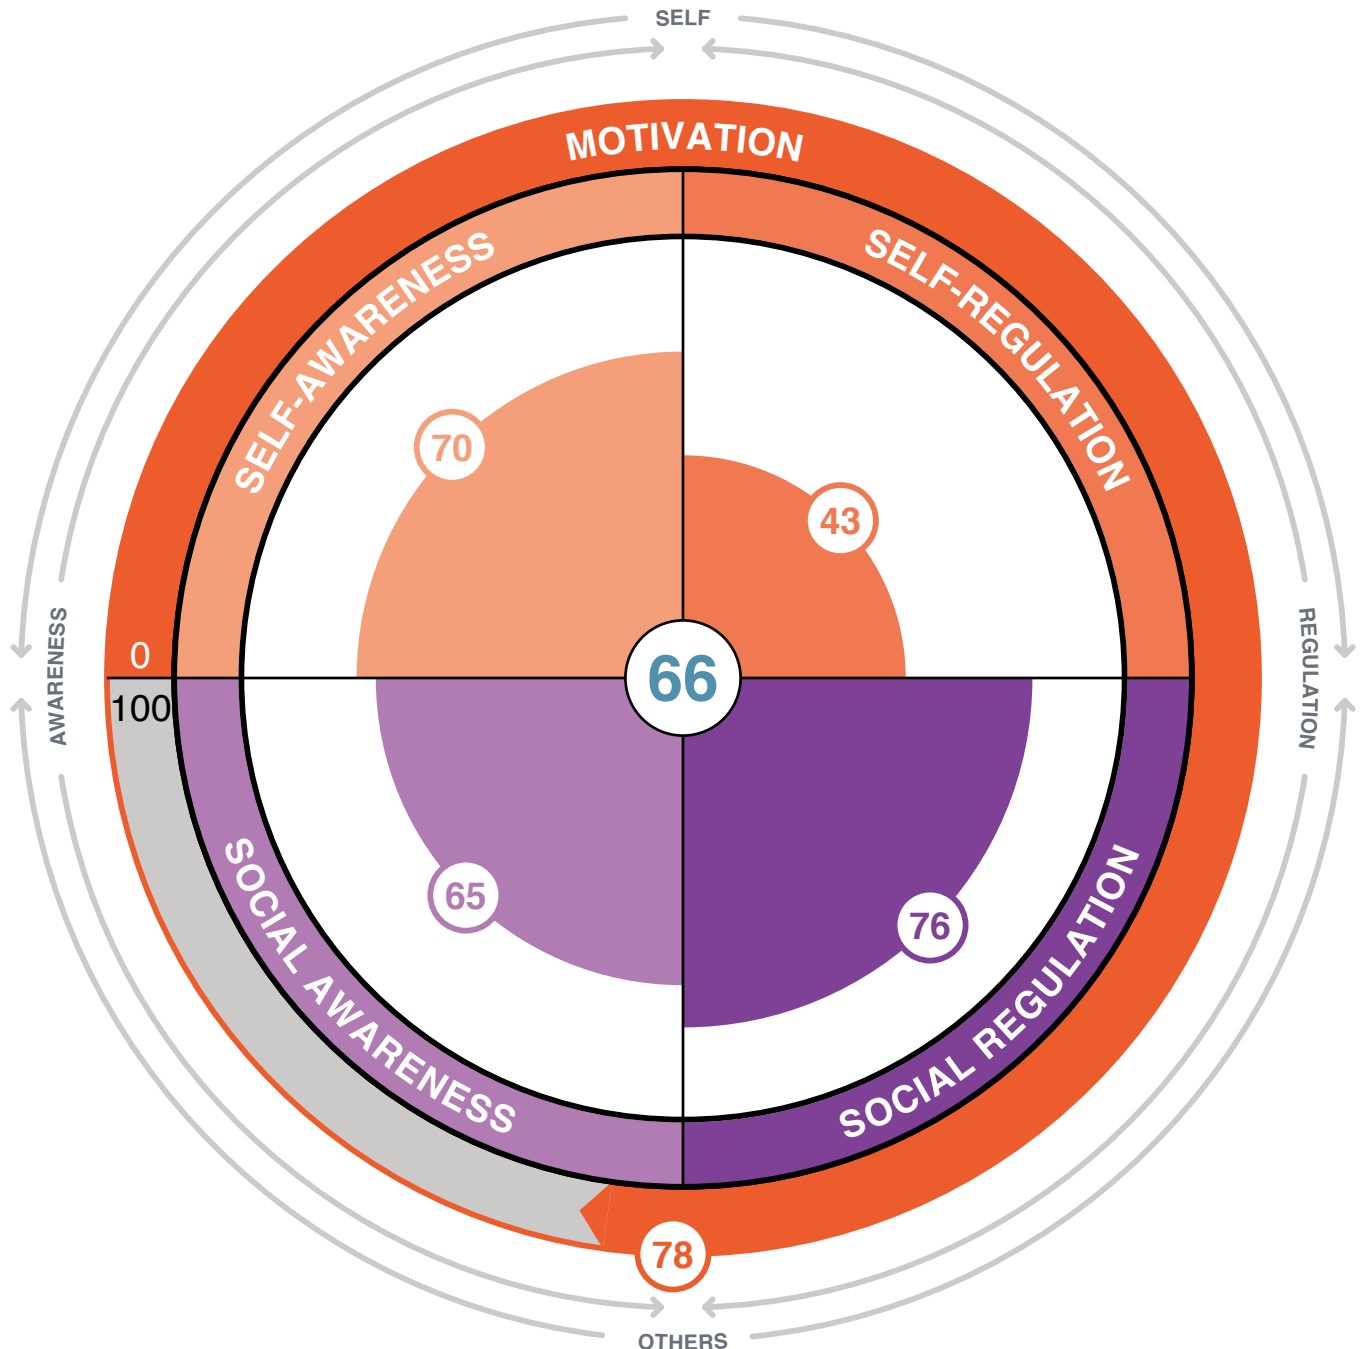 SELF
MOTIVATION
SELF-AWARENESS
SELF-REGULATION
70
43
0
100
66
AWARENESS
REGULATION
65
76
SOCIAL AWARENESS
SOCIAL REGULATION
78
OTHERS